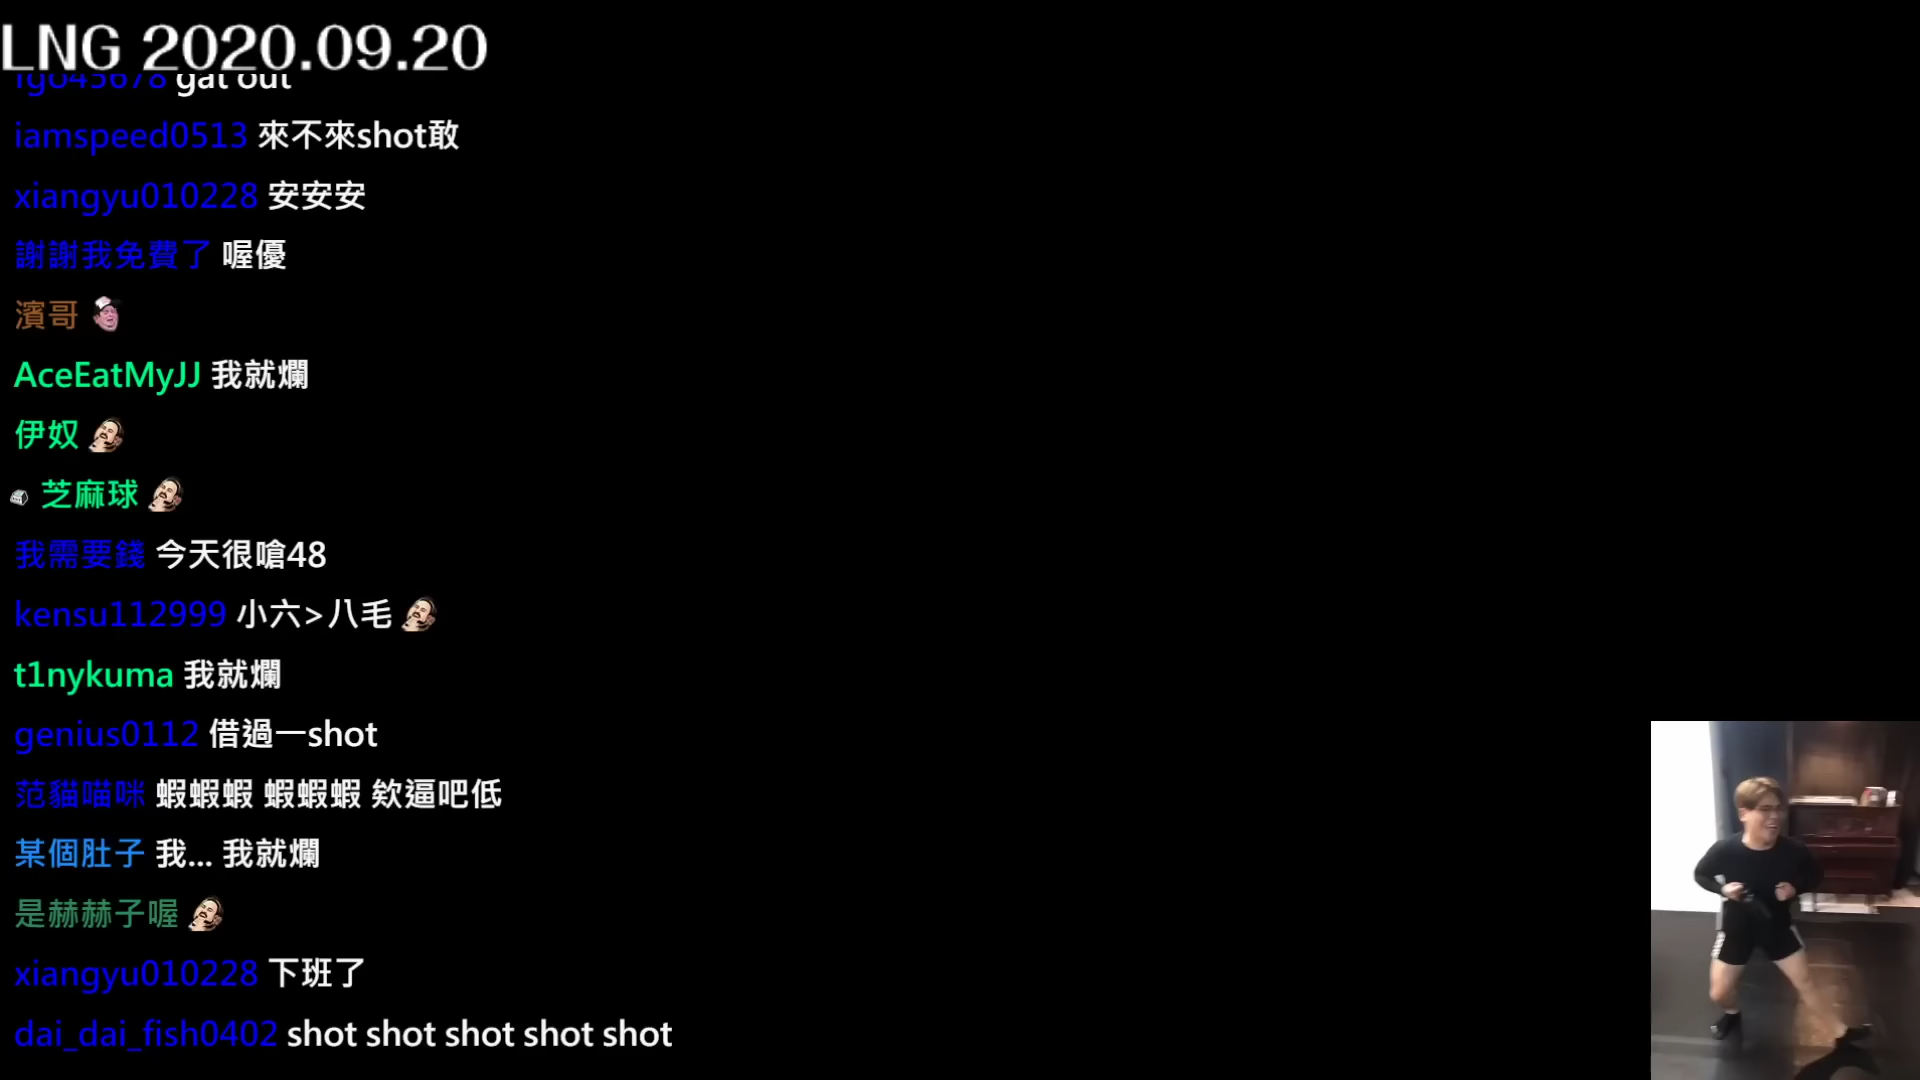 LNG 2020.09.20
gat out
iamspeed0513 來不來shot敢
xiangyu010228 安安安
謝謝我免費了 喔優
濱哥
AceEatMyJJ 我就爛
伊奴
芝麻球
我需要錢 今天很嗆48
kensu112999 小六>八毛
t1nykuma 我就爛
genius0112 借過一shot
范貓喵咪 蝦蝦蝦 蝦蝦蝦 欸逼吧低
某個肚子 我... 我就爛
是赫赫子喔
xiangyu010228 下班了
dai_dai_fish0402 shot shot shot shot shot